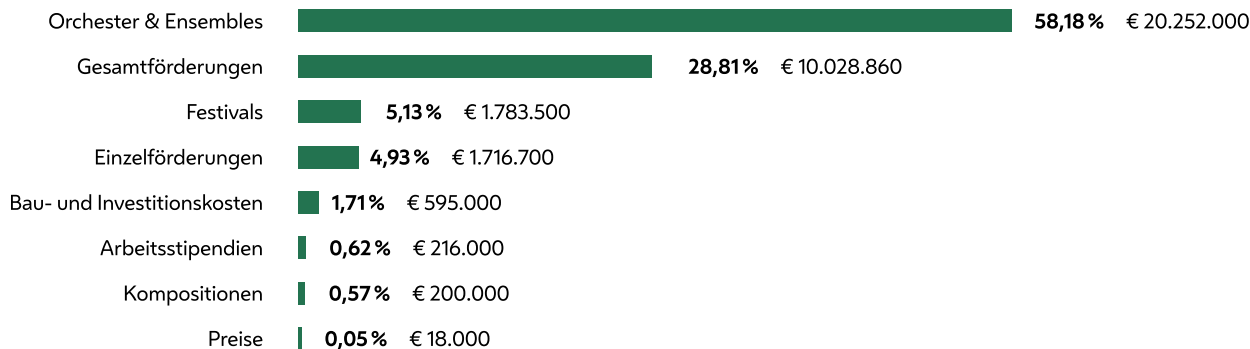 Orchester & Ensembles 58,18 % € 20.252.000
Gesamtförderungen 28,81 % € 10.028.860
Festivals 5,13 % € 1.783.500
Einzelförderungen 4,93 % € 1.716.700
Bau- und Investitionskosten 1,71 % € 595.000
Arbeitsstipendien 0,62 % € 216.000
Kompositionen 0,57 % € 200.000
Preise 0,05 % € 18.000